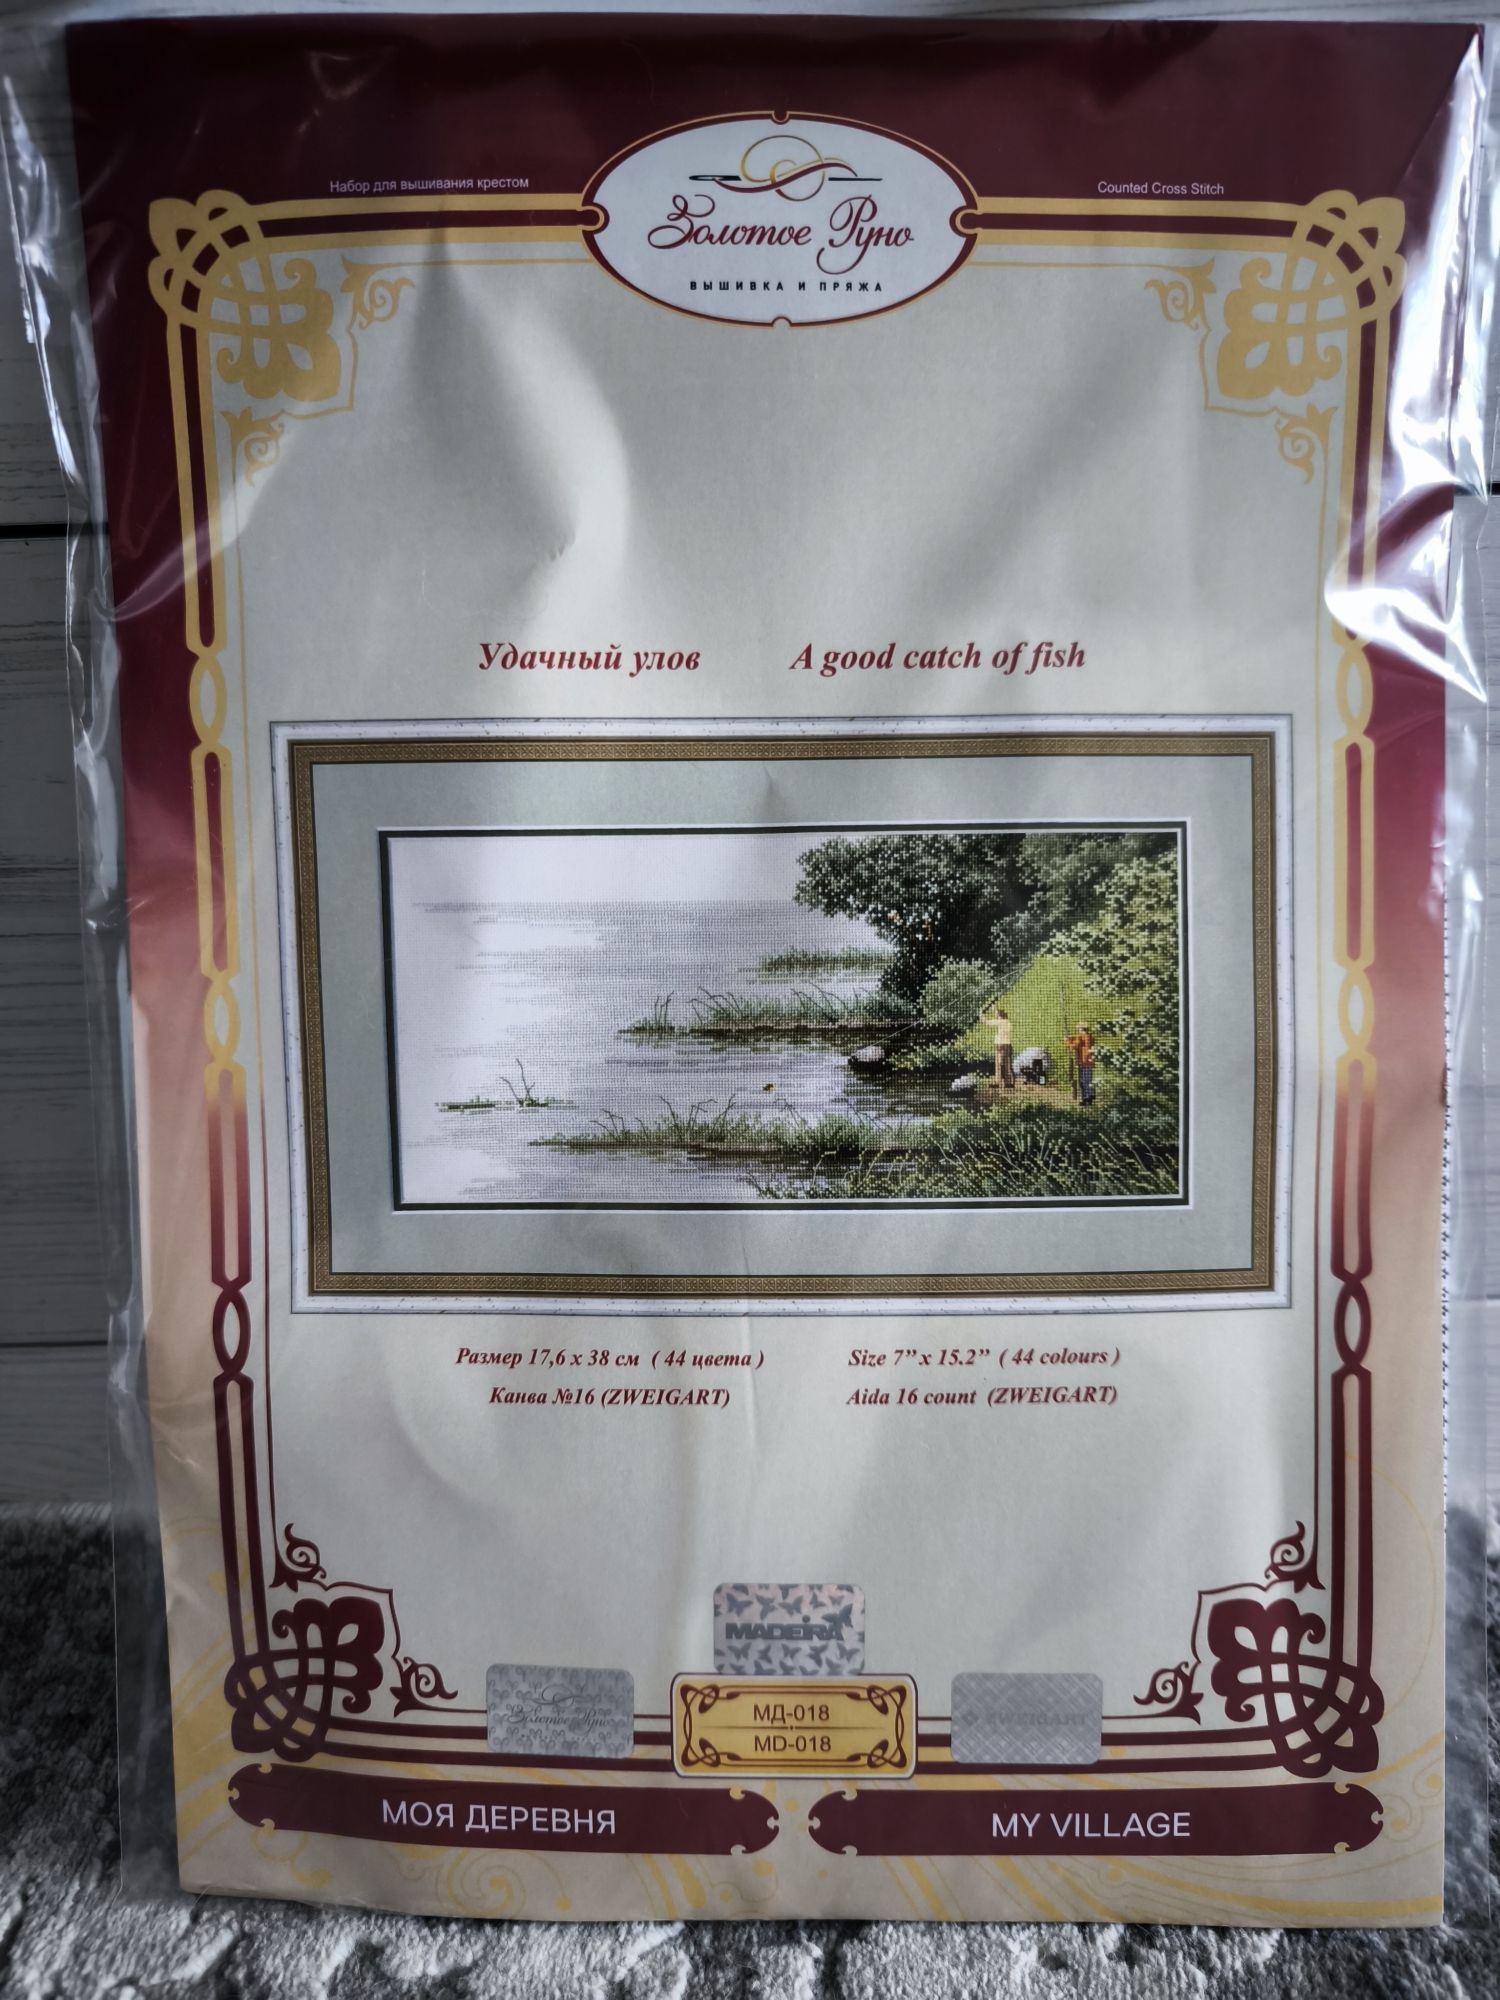 Набор для вышивания крестом
Counted Cross Stitch
Золотое Руно
ВЫШИВКА И ПРЯЖА
Удачный улов
A good catch of fish
Размер 17,6 x 38 см ( 44 цвета )
Size 7” x 15.2” ( 44 colours )
Канва №16 (ZWEIGART)
Aida 16 count (ZWEIGART)
MADEIRA
Золотое Руно
ZWEIGART
МД-018
MD-018
МОЯ ДЕРЕВНЯ
MY VILLAGE